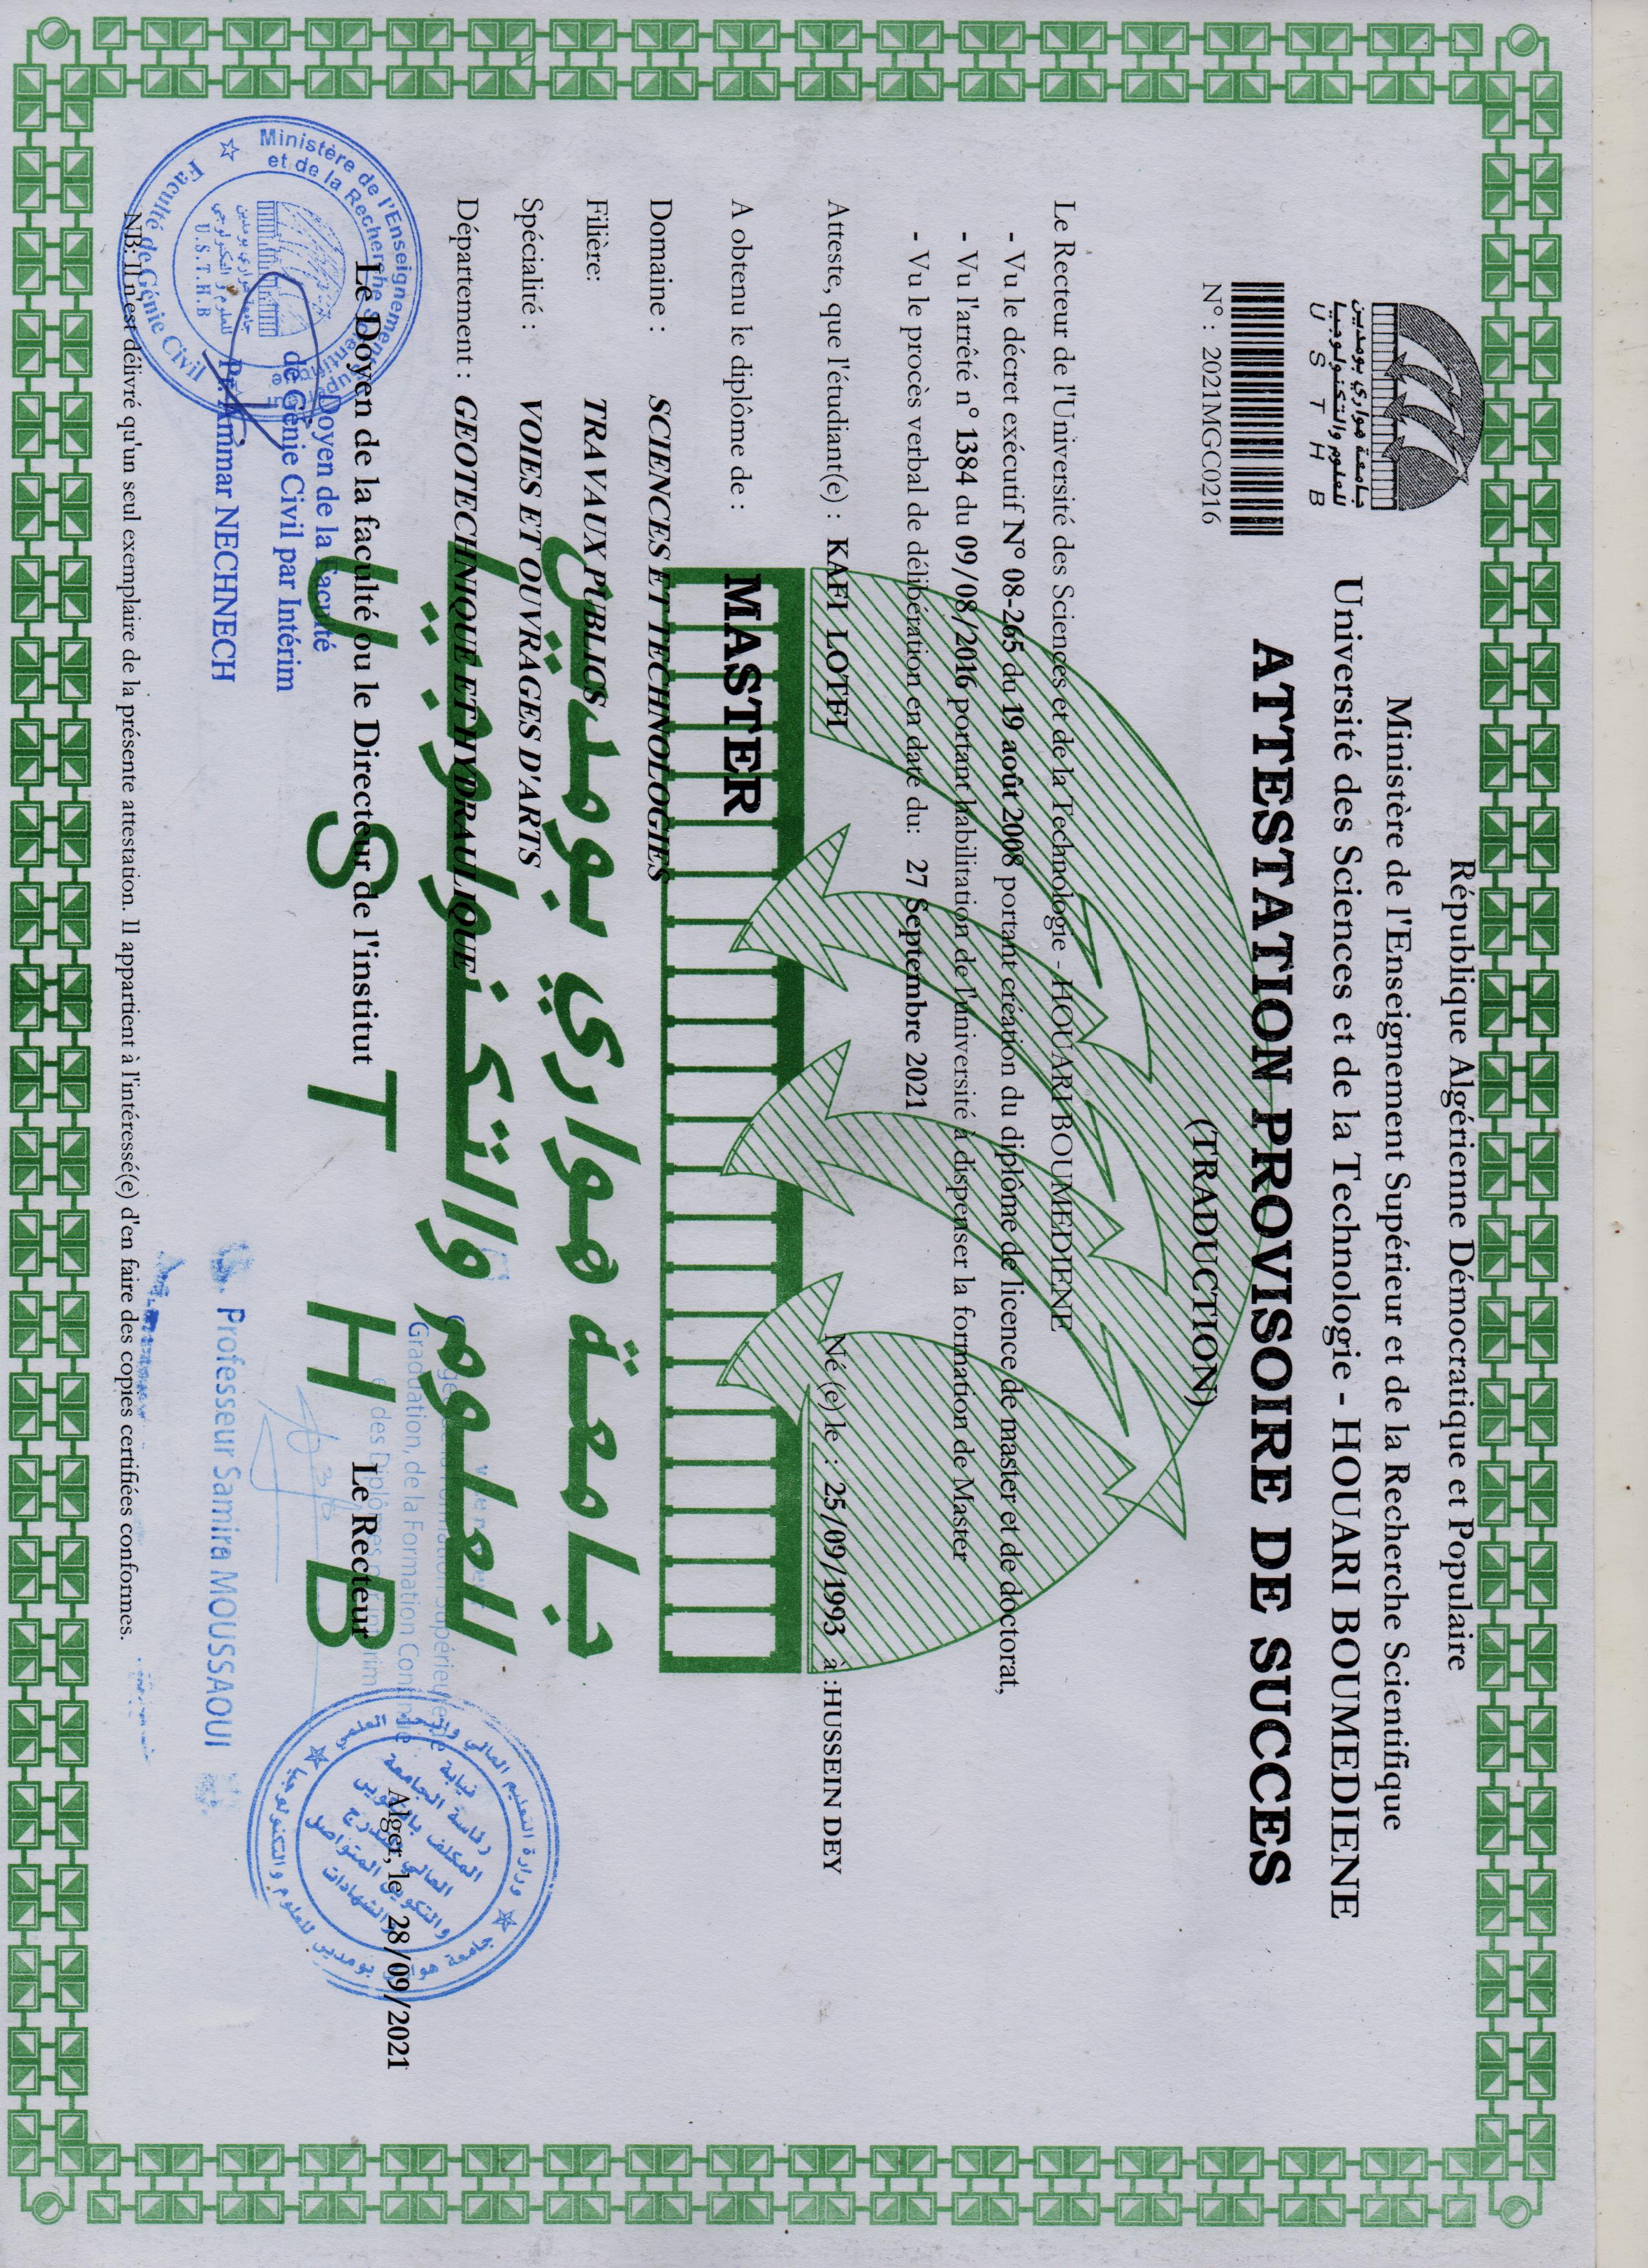 République Algérienne Démocratique et Populaire
Ministère de l'Enseignement Supérieur et de la Recherche Scientifique
Université des Sciences et de la Technologie - HOUARI BOUMEDIENE
جامعة هواري بومدين
للعلوم والتكنولوجيا
U S T H B
ATTESTATION PROVISOIRE DE SUCCES
N° : 2021MGC0216
(TRADUCTION)
Le Recteur de l'Université des Sciences et de la Technologie - HOUARI BOUMEDIENE
- Vu le décret exécutif N° 08-265 du 19 août 2008 portant création du diplôme de licence de master et de doctorat,
- Vu l'arrêté n° 1384 du 09/08/2016 portant habilitation de l'université à dispenser la formation de Master
- Vu le procès verbal de délibération en date du: 27 Septembre 2021
Atteste, que l'étudiant(e) : KAFI LOTFI Né (e) le : 25/09/1993 à :HUSSEIN DEY
A obtenu le diplôme de : MASTER
Domaine : SCIENCES ET TECHNOLOGIES
Filière: TRAVAUX PUBLICS
Spécialité : VOIES ET OUVRAGES D'ARTS
Département : GEOTECHNIQUE ET HYDRAULIQUE
جامعة هواري بومدين
للعلوم والتكنولوجيا
U S T H B
de la Formation Supérieure de
Graduation, de la Formation Continue
et des Diplômes par intérim
Alger, le 28/09/2021
Le Doyen de la faculté ou le Directeur de l'institut Le Recteur
Doyen de la Faculté
de Génie Civil par Intérim
Pr. Ammar NECHNECH
Professeur Samira MOUSSAOUI
Ministère de l'Enseignement Supérieur
et de la Recherche Scientifique
جامعة هواري بومدين
للعلوم و التكنولوجي
U.S.T.H.B
Faculté de Génie Civil
وزارة التعليم العالي والبحث العلمي
جامعة هواري بومدين للعلوم و التكنولوجيا
نيابة
رئاسة الجامعة
المكلف بالتكوين
العالي
والتكوين المتواصل
والشهادات
NB: Il n'est délivré qu'un seul exemplaire de la présente attestation. Il appartient à l'intéressé(e) d'en faire des copies certifiées conformes.